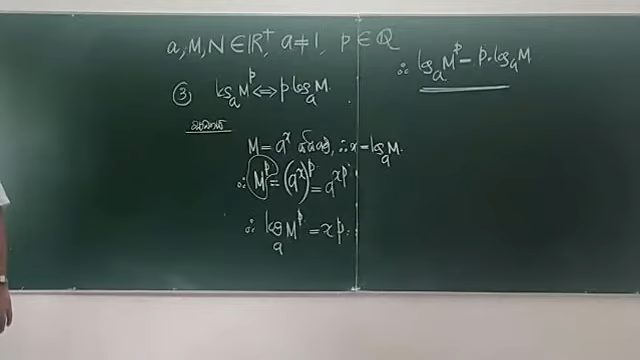 a, M, N ∈ ℝ⁺, a ≠ 1, p ∈ ℚ
③ logₐ Mᵖ ⟺ p logₐ M
M = aˣ ∴ x = logₐ M
∴ Mᵖ = (aˣ)ᵖ = aˣᵖ
∴ logₐ Mᵖ = xp
∴ logₐ Mᵖ = p·logₐ M